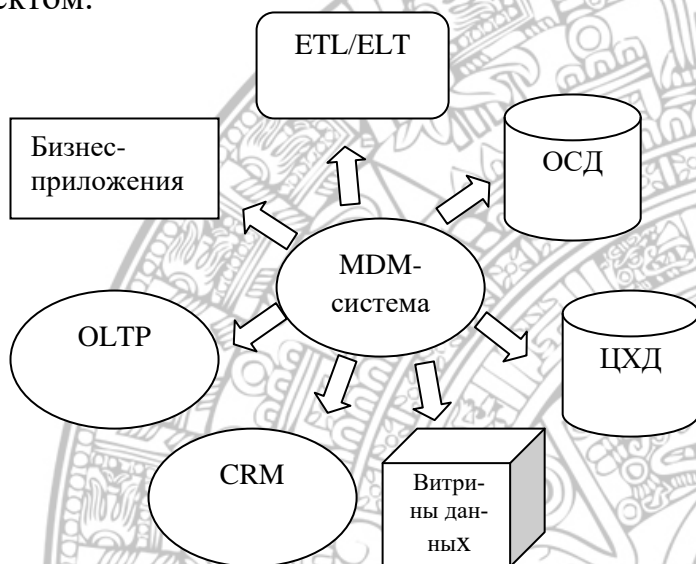 ектом.
ETL/ELT
Бизнес-
приложения
ОСД
MDM-
система
OLTP
ЦХД
CRM
Витри-
ны дан-
ных